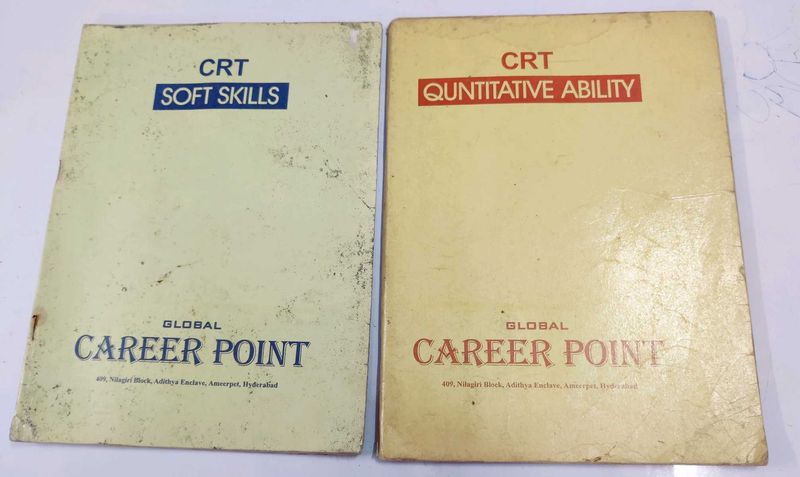 CRT
SOFT SKILLS
GLOBAL
CAREER POINT
409, Nilagiri Block, Adithya Enclave, Ameerpet, Hyderabad
CRT
QUNTITATIVE ABILITY
GLOBAL
CAREER POINT
409, Nilagiri Block, Adithya Enclave, Ameerpet, Hyderabad